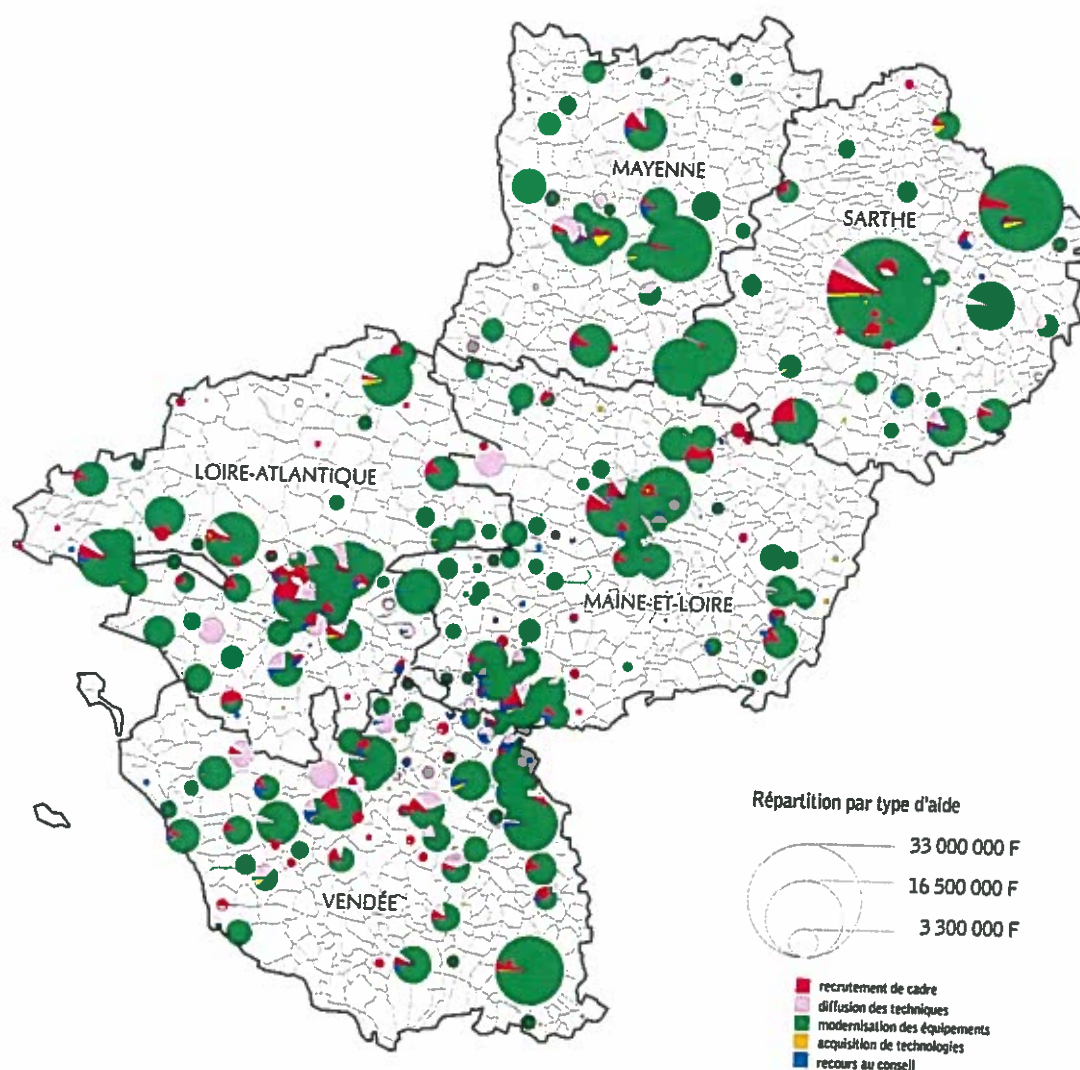 MAYENNE
SARTHE
LOIRE-ATLANTIQUE
MAINE-ET-LOIRE
VENDÉE
Répartition par type d'aide
33 000 000 F
16 500 000 F
3 300 000 F
recrutement de cadre
diffusion des techniques
modernisation des équipements
acquisition de technologies
recours au conseil